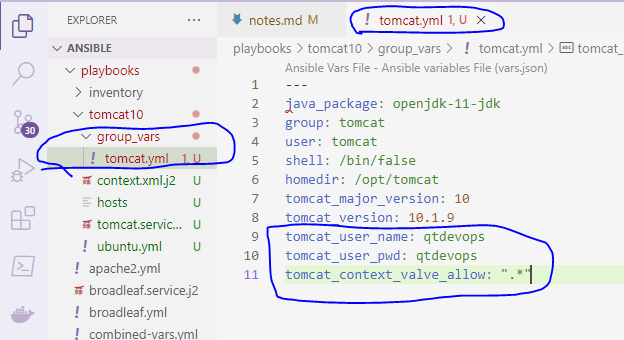 EXPLORER
ANSIBLE
playbooks
inventory
tomcat10
group_vars
! tomcat.yml 1, U
context.xml.j2 U
hosts U
tomcat.service... U
! ubuntu.yml U
! apache2.yml
broadleaf.service.j2
! broadleaf.yml
! combined-vars.yml
30
notes.md M
! tomcat.yml 1, U
playbooks > tomcat10 > group_vars > ! tomcat.yml > abc tomcat_
Ansible Vars File - Ansible variables File (vars.json)
1 ---
2 java_package: openjdk-11-jdk
3 group: tomcat
4 user: tomcat
5 shell: /bin/false
6 homedir: /opt/tomcat
7 tomcat_major_version: 10
8 tomcat_version: 10.1.9
9 tomcat_user_name: qtdevops
10 tomcat_user_pwd: qtdevops
11 tomcat_context_valve_allow: ".*"